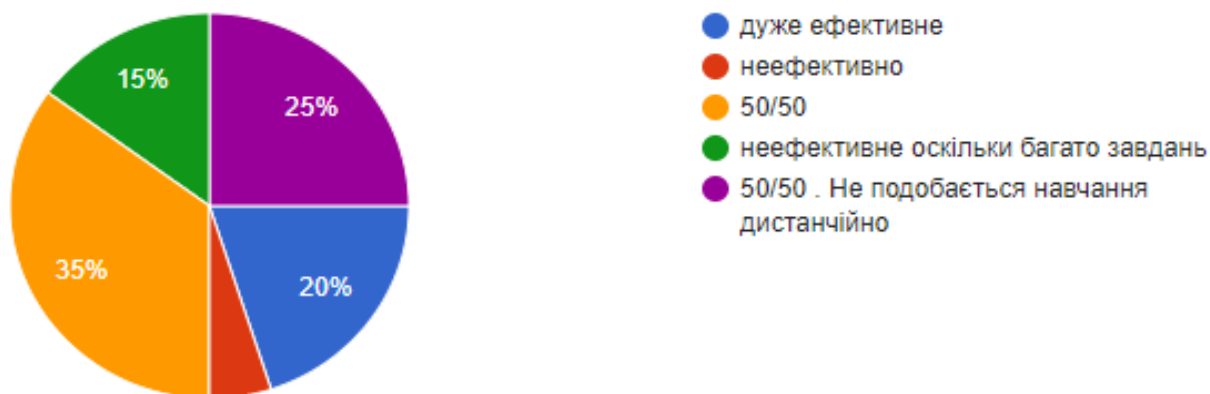 15%
25%
35%
20%
дуже ефективне
неефективно
50/50
неефективне оскільки багато завдань
50/50 . Не подобається навчання
дистанчійно